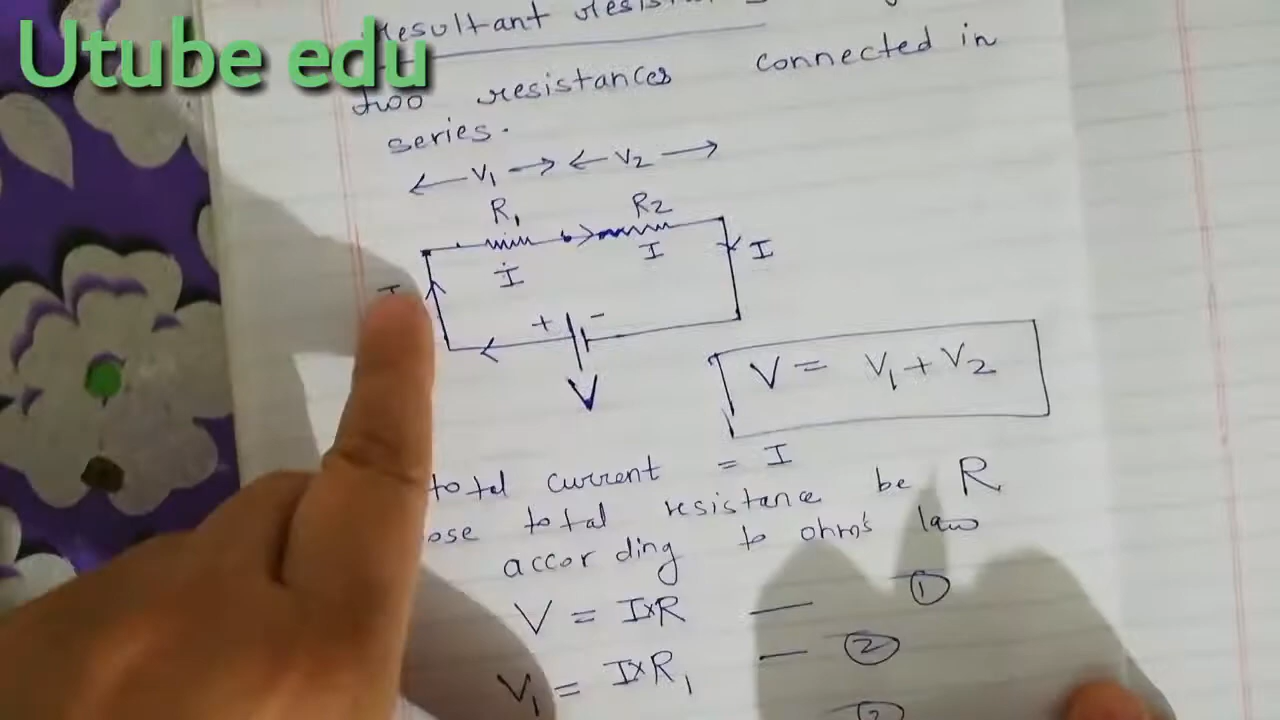 Utube edu
resultant
two resistances connected in
series.
V₁ V₂
R₁ R₂
I I I
+ -
V
V = V₁ + V₂
total current = I
total resistance be R
according to ohm's law
V = I×R — ①
V₁ = I×R₁ — ②